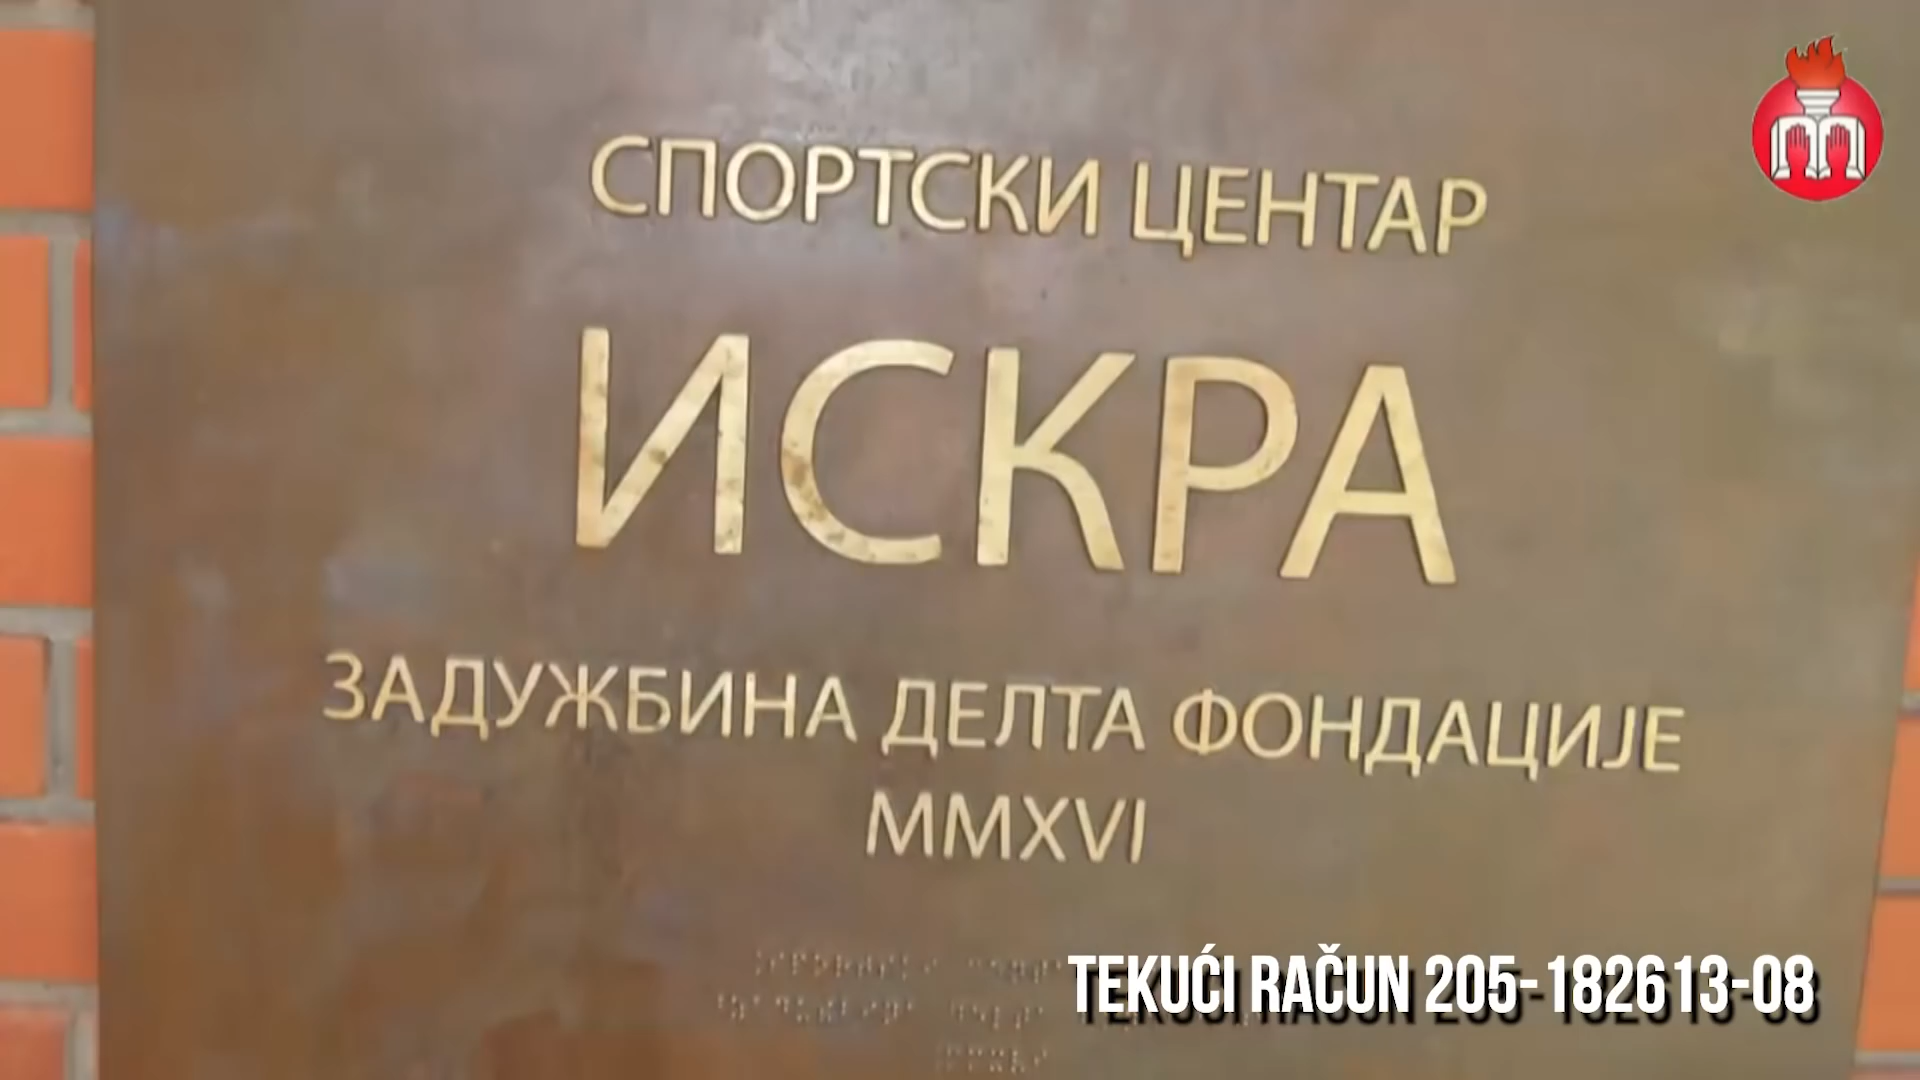 СПОРТСКИ ЦЕНТАР
ИСКРА
ЗАДУЖБИНА ДЕЛТА ФОНДАЦИЈЕ
MMXVI
TEKUĆI RAČUN 205-182613-08